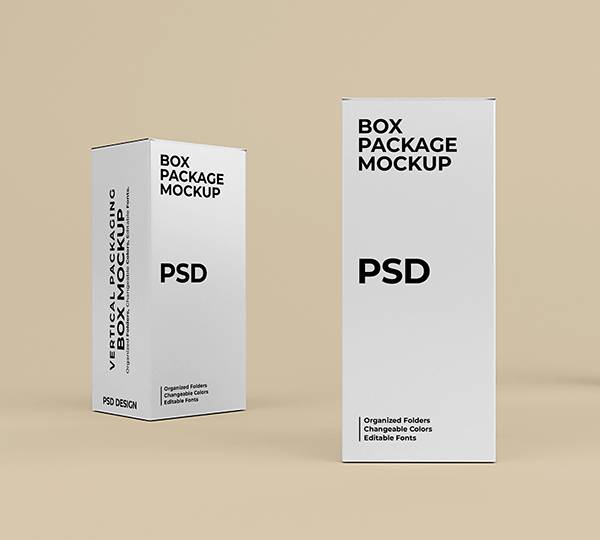 VERTICAL PACKAGING
BOX MOCKUP
Organized Folders, Changeable Colors, Editable Fonts.
PSD DESIGN
BOX
PACKAGE
MOCKUP
PSD
Organized Folders
Changeable Colors
Editable Fonts
BOX
PACKAGE
MOCKUP
PSD
Organized Folders
Changeable Colors
Editable Fonts